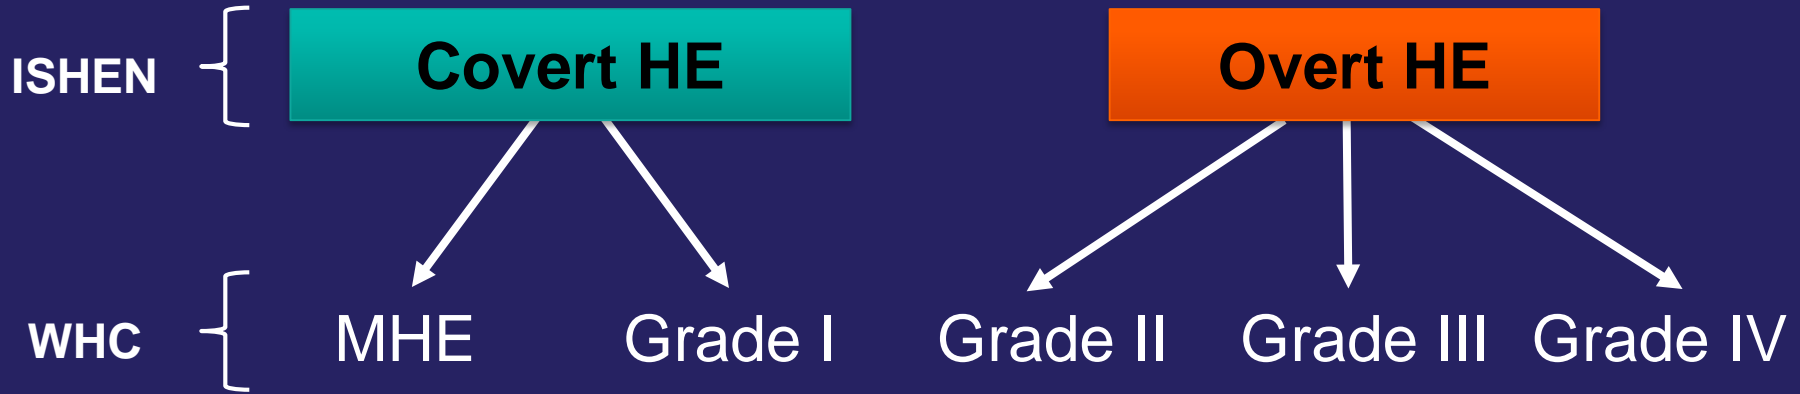 ISHEN
Covert HE
Overt HE
WHC
MHE
Grade I
Grade II
Grade III
Grade IV